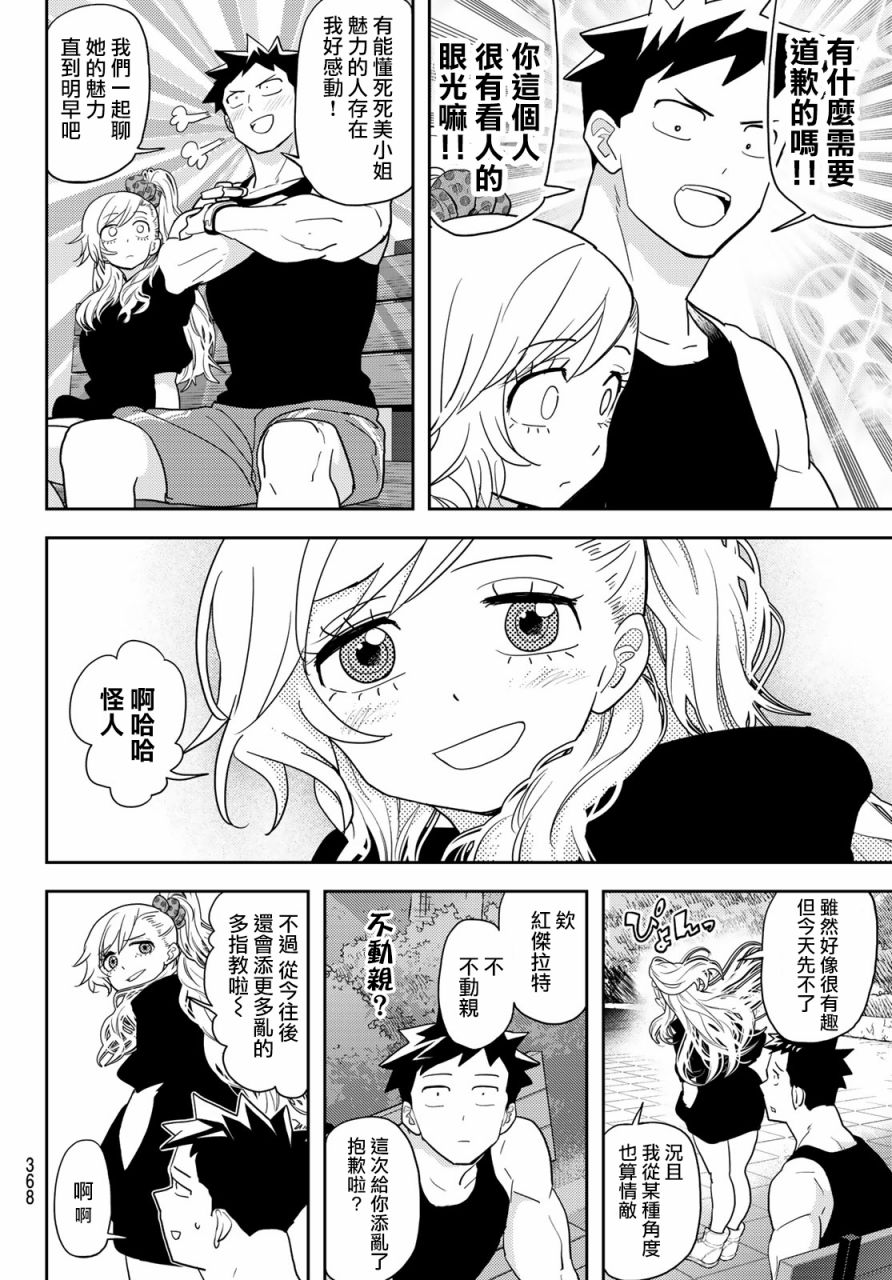 有什麼需要
道歉的嗎!!
你這個人
很有看人的
眼光嘛!!
有能懂死死美小姐
魅力的人存在
我好感動！
我們一起聊
她的魅力
直到明早吧
啊哈哈
怪人
雖然好像很有趣
但今天先不了
ぴょんっ
況且
我從某種角度
也算情敵
欸
紅傑拉特
不
不動親
不動親？
這次給你添亂了
抱歉啦？
不過 從今往後
還會添更多亂的
多指教啦~
啊
啊
368